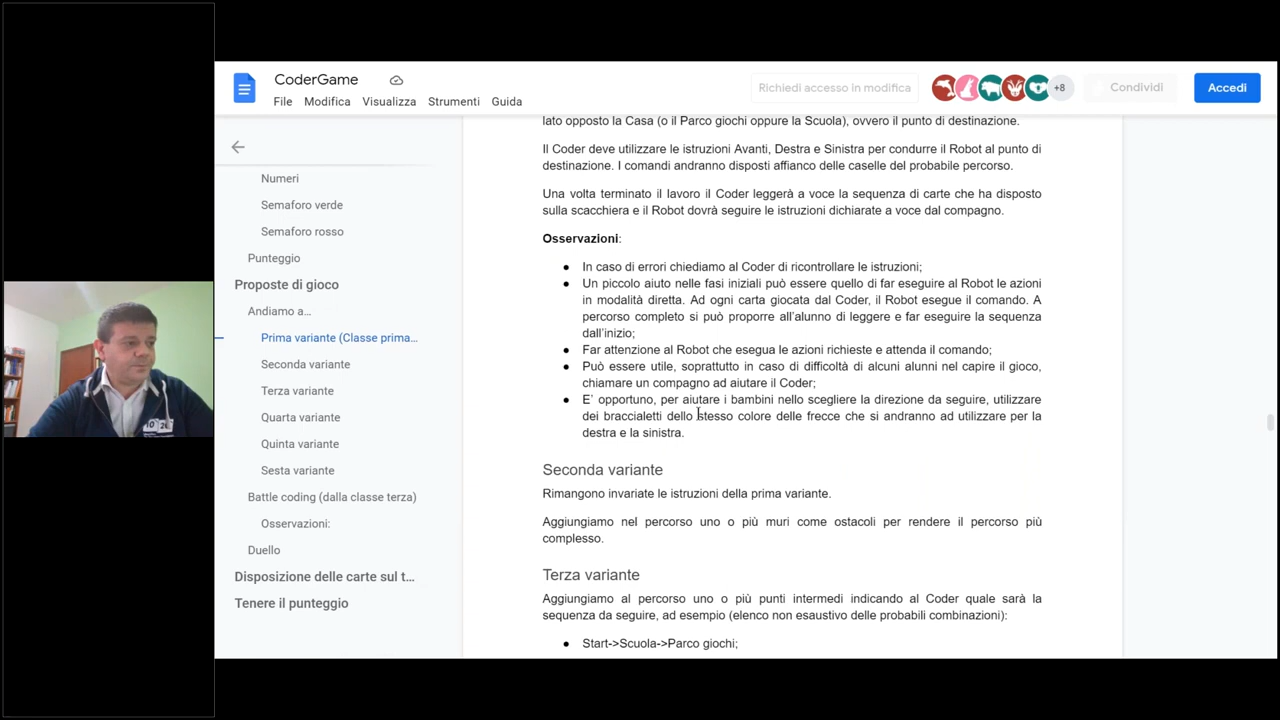 CoderGame
File Modifica Visualizza Strumenti Guida
Richiedi accesso in modifica
+8
Condividi
Accedi
Numeri
Semaforo verde
Semaforo rosso
Punteggio
Proposte di gioco
Andiamo a...
Prima variante (Classe prima...
Seconda variante
Terza variante
Quarta variante
Quinta variante
Sesta variante
Battle coding (dalla classe terza)
Osservazioni:
Duello
Disposizione delle carte sul t...
Tenere il punteggio
lato opposto la Casa (o il Parco giochi oppure la Scuola), ovvero il punto di destinazione.
Il Coder deve utilizzare le istruzioni Avanti, Destra e Sinistra per condurre il Robot al punto di
destinazione. I comandi andranno disposti affianco delle caselle del probabile percorso.
Una volta terminato il lavoro il Coder leggerà a voce la sequenza di carte che ha disposto
sulla scacchiera e il Robot dovrà seguire le istruzioni dichiarate a voce dal compagno.
Osservazioni:
● In caso di errori chiediamo al Coder di ricontrollare le istruzioni;
● Un piccolo aiuto nelle fasi iniziali può essere quello di far eseguire al Robot le azioni
in modalità diretta. Ad ogni carta giocata dal Coder, il Robot esegue il comando. A
percorso completo si può proporre all'alunno di leggere e far eseguire la sequenza
dall'inizio;
● Far attenzione al Robot che esegua le azioni richieste e attenda il comando;
● Può essere utile, soprattutto in caso di difficoltà di alcuni alunni nel capire il gioco,
chiamare un compagno ad aiutare il Coder;
● E' opportuno, per aiutare i bambini nello scegliere la direzione da seguire, utilizzare
dei braccialetti dello stesso colore delle frecce che si andranno ad utilizzare per la
destra e la sinistra.
Seconda variante
Rimangono invariate le istruzioni della prima variante.
Aggiungiamo nel percorso uno o più muri come ostacoli per rendere il percorso più
complesso.
Terza variante
Aggiungiamo al percorso uno o più punti intermedi indicando al Coder quale sarà la
sequenza da seguire, ad esempio (elenco non esaustivo delle probabili combinazioni):
● Start->Scuola->Parco giochi;